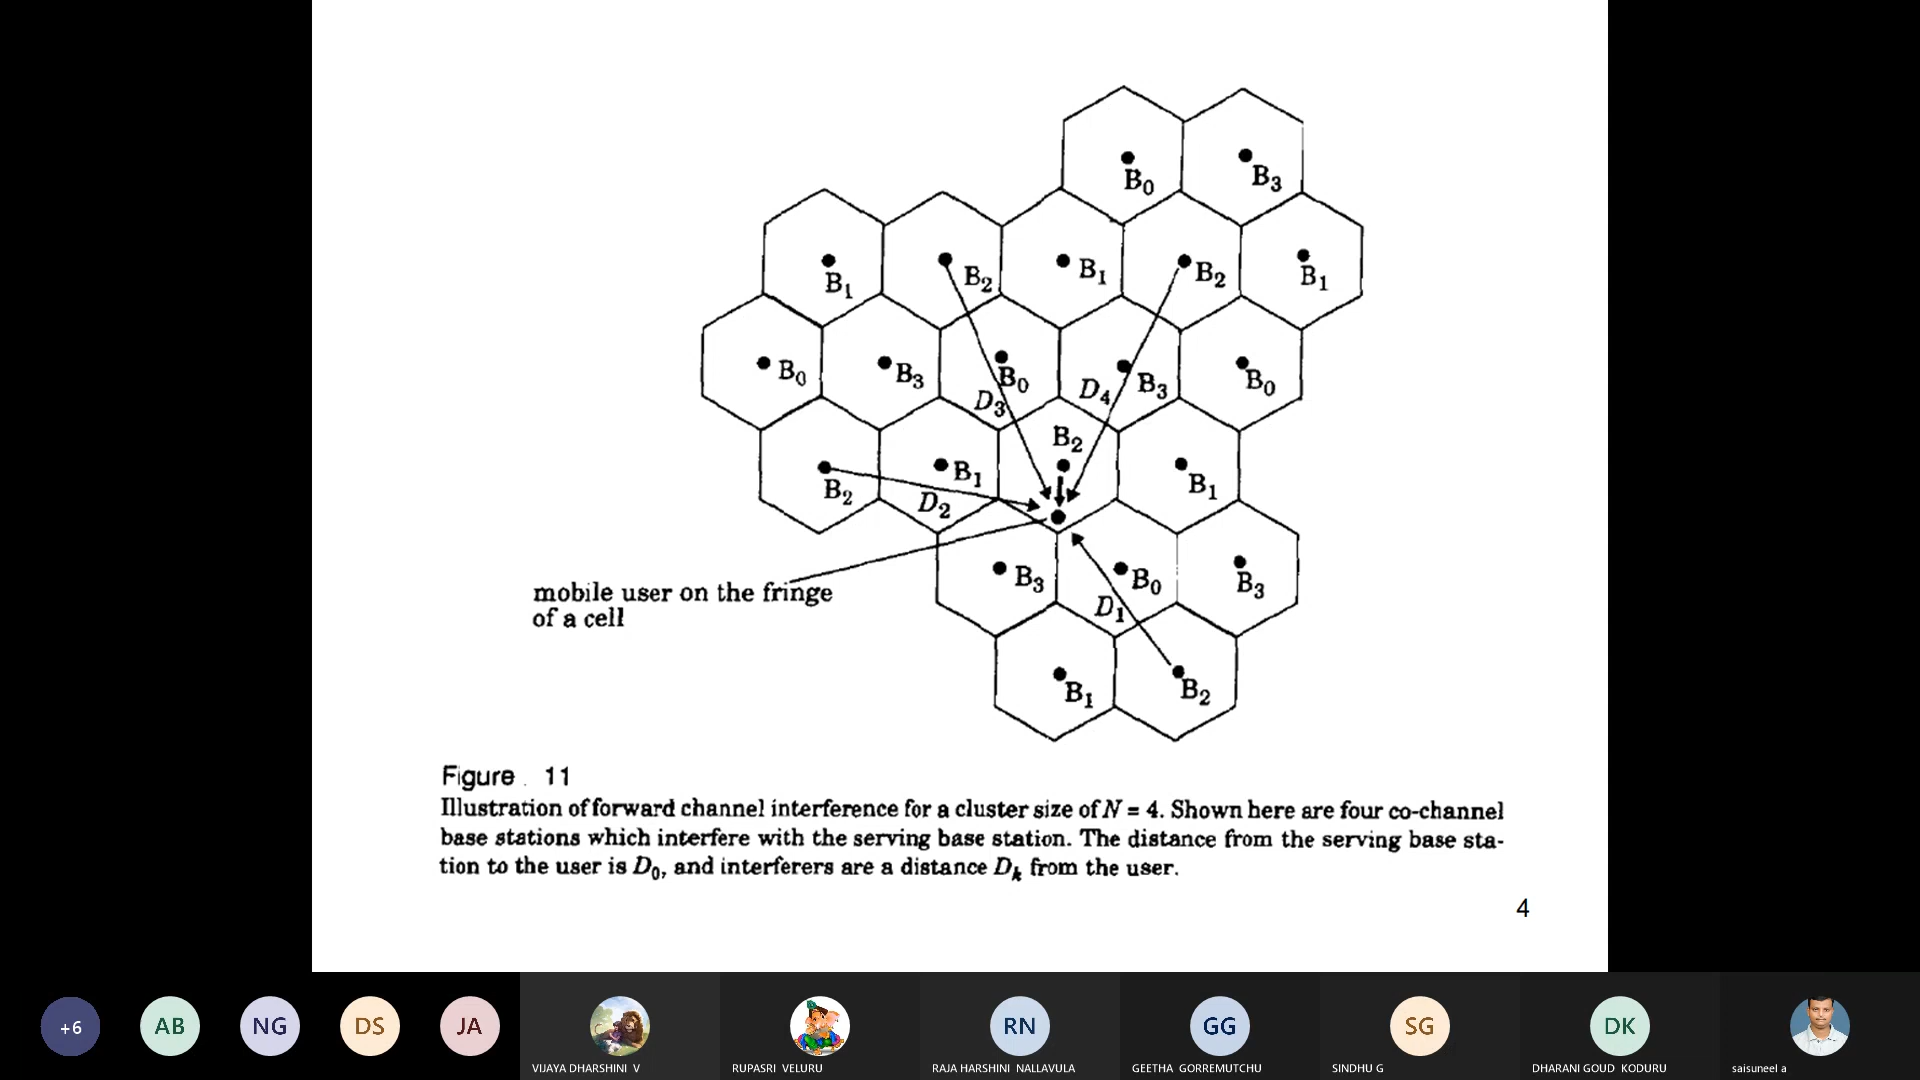 B0 B3
B1 B2 B1 B2 B1
B0 B3 B0 B3 B0
D3 D4
B2
B2 B1 B1
D2
B3 B0 B3
D1
mobile user on the fringe
of a cell
B1 B2
Figure . 11
Illustration of forward channel interference for a cluster size of N = 4. Shown here are four co-channel
base stations which interfere with the serving base station. The distance from the serving base sta-
tion to the user is D0, and interferers are a distance Dk from the user.
4
+6 AB NG DS JA RN GG SG DK
VIJAYA DHARSHINI V RUPASRI VELURU RAJA HARSHINI NALLAVULA GEETHA GORREMUTCHU SINDHU G DHARANI GOUD KODURU saisuneel a